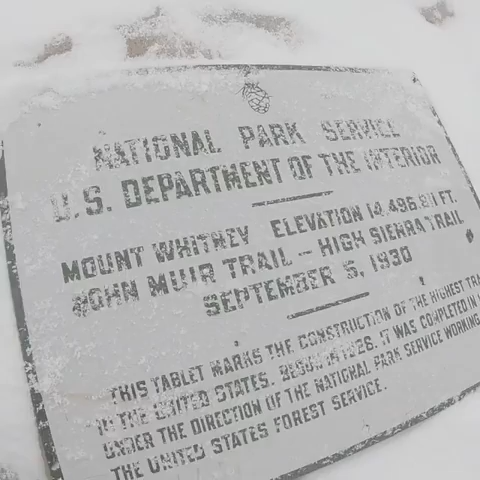 NATIONAL PARK SERVICE
U.S. DEPARTMENT OF THE INTERIOR
MOUNT WHITNEY ELEVATION 14,496.811 FT.
JOHN MUIR TRAIL - HIGH SIERRA TRAIL
SEPTEMBER 5, 1930
THIS TABLET MARKS THE CONSTRUCTION OF THE HIGHEST
IN THE UNITED STATES. BEGUN IN 1928. IT WAS COMPLETED IN
UNDER THE DIRECTION OF THE NATIONAL PARK SERVICE WORKING
THE UNITED STATES FOREST SERVICE.